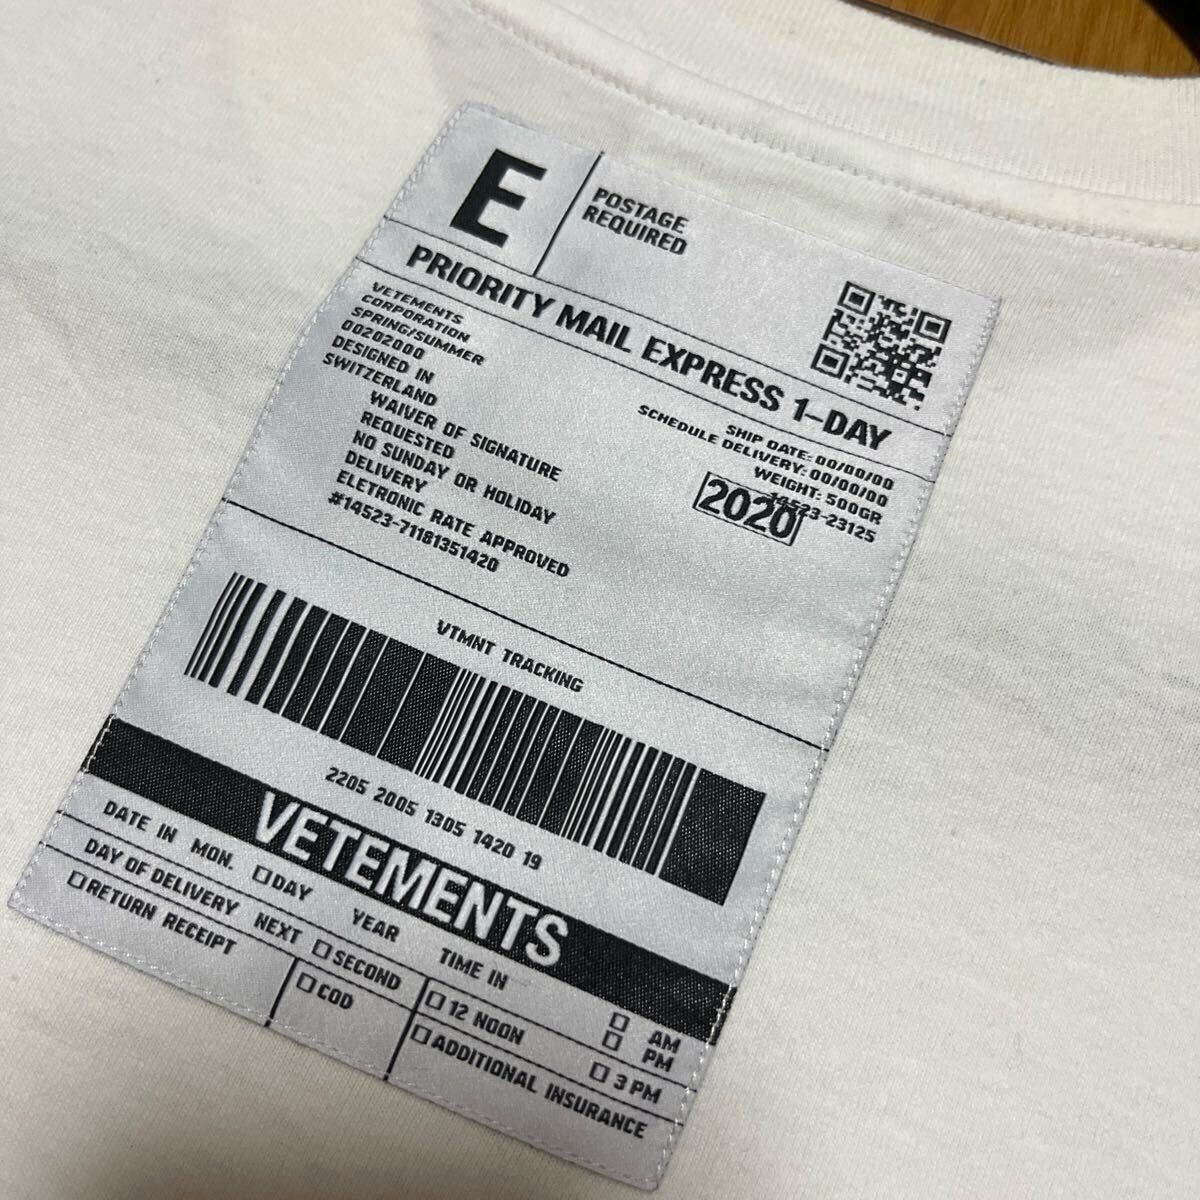 E
POSTAGE
REQUIRED
PRIORITY MAIL EXPRESS 1-DAY
VETEMENTS
CORPORATION
SPRING/SUMMER
00202000
DESIGNED IN
SWITZERLAND
WAIVER OF SIGNATURE
REQUESTED
NO SUNDAY OR HOLIDAY
DELIVERY
ELETRONIC RATE APPROVED
#14523-71181351420
SHIP DATE: 00/00/00
SCHEDULE DELIVERY: 00/00/00
WEIGHT: 500GR
14523-23125
2020
VTMNT TRACKING
2205 2005 1305 1420 19
VETEMENTS
DATE IN MON. DAY YEAR TIME IN AM
PM
DAY OF DELIVERY NEXT SECOND 12 NOON 3 PM
RETURN RECEIPT COD ADDITIONAL INSURANCE